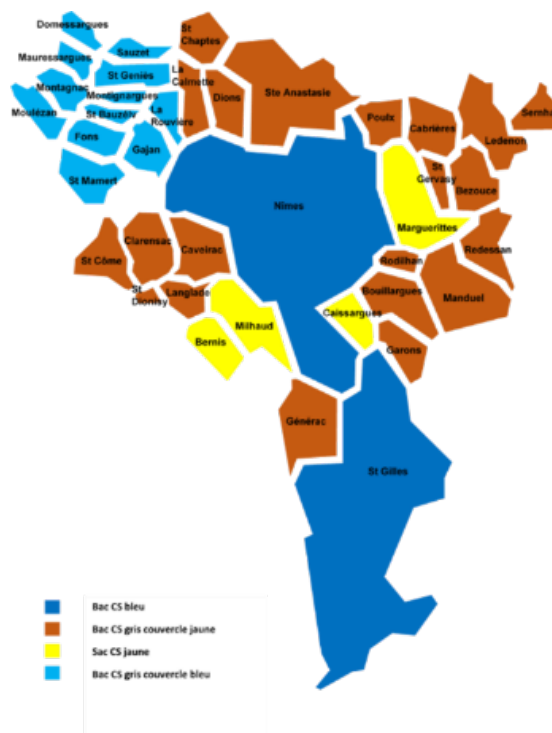 Domessargues
St
Chaptes
Sauzet
Mauressargues
St Geniès
La
Calmette
Ste Anastasie
Montagnac
Montignargues
Dions
Moulézan
St Bauzély
La
Rouvière
Poulx
Cabrières
Sernhac
Fons
Gajan
Ledenon
St
Gervasy
Bezouce
St Mamert
Nîmes
Marguerittes
Clarensac
Caveirac
Redessan
St Côme
Rodilhan
St
Dionisy
Langlade
Bouillargues
Manduel
Milhaud
Caissargues
Bernis
Garons
Générac
St Gilles
Bac CS bleu
Bac CS gris couvercle jaune
Sac CS jaune
Bac CS gris couvercle bleu